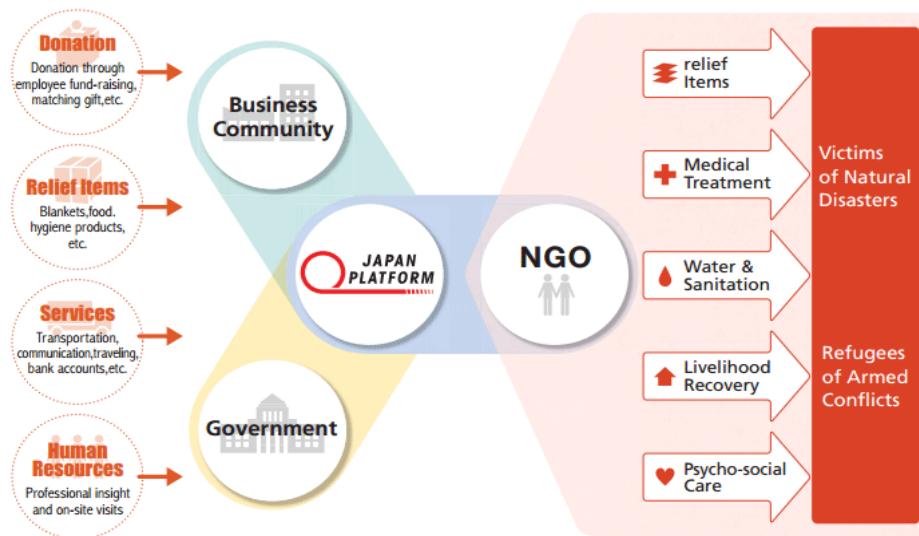 Donation
Donation through
employee fund-raising,
matching gift,etc.
Relief Items
Blankets,food.
hygiene products,
etc.
Services
Transportation,
communication,traveling,
bank accounts,etc.
Human
Resources
Professional insight
and on-site visits
Business
Community
JAPAN
PLATFORM
Government
NGO
relief
Items
Medical
Treatment
Water &
Sanitation
Livelihood
Recovery
Psycho-social
Care
Victims
of Natural
Disasters
Refugees
of Armed
Conflicts